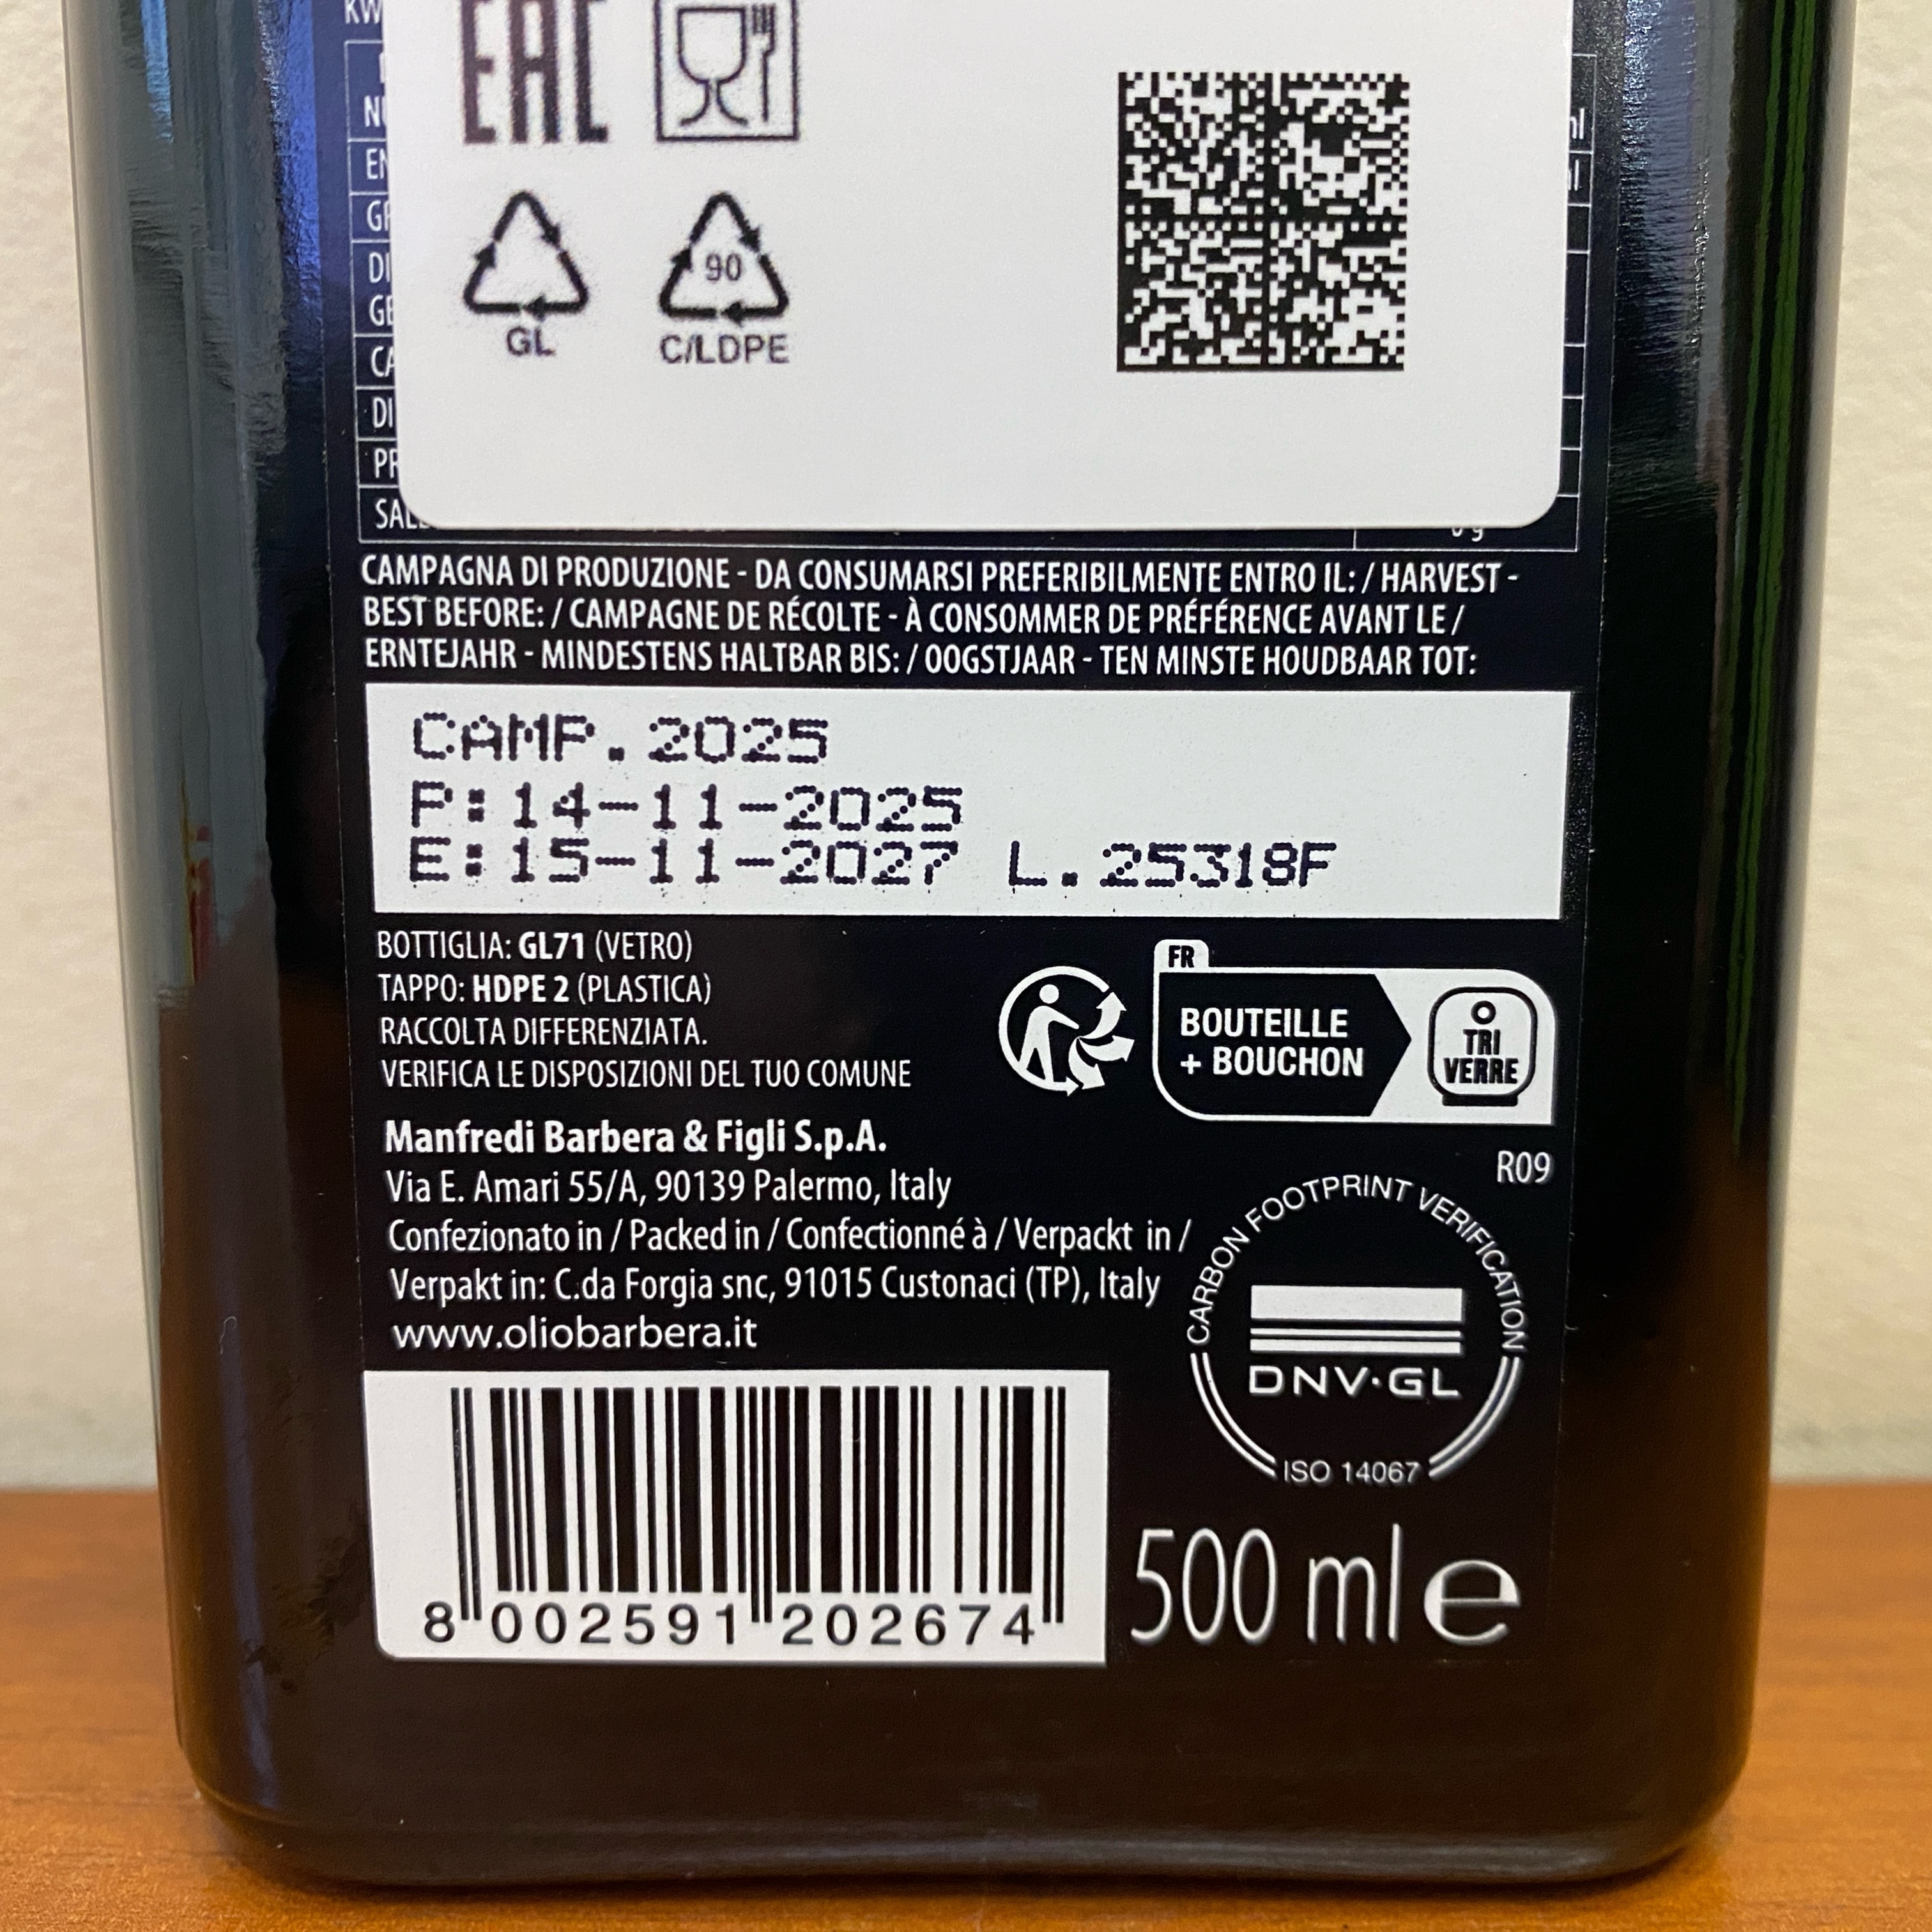 EAC
GL
90
C/LDPE
CAMPAGNA DI PRODUZIONE - DA CONSUMARSI PREFERIBILMENTE ENTRO IL: / HARVEST -
BEST BEFORE: / CAMPAGNE DE RÉCOLTE - À CONSOMMER DE PRÉFÉRENCE AVANT LE /
ERNTEJAHR - MINDESTENS HALTBAR BIS: / OOGSTJAAR - TEN MINSTE HOUDBAAR TOT:
CAMP.2025
P:14-11-2025
E:15-11-2027 L.25318F
BOTTIGLIA: GL71 (VETRO)
TAPPO: HDPE 2 (PLASTICA)
RACCOLTA DIFFERENZIATA.
VERIFICA LE DISPOSIZIONI DEL TUO COMUNE
FR
BOUTEILLE
+ BOUCHON
TRI
VERRE
Manfredi Barbera & Figli S.p.A.
Via E. Amari 55/A, 90139 Palermo, Italy
Confezionato in / Packed in / Confectionné à / Verpackt in /
Verpakt in: C.da Forgia snc, 91015 Custonaci (TP), Italy
www.oliobarbera.it
R09
CARBON FOOTPRINT VERIFICATION
DNV·GL
ISO 14067
8 002591 202674
500 ml e